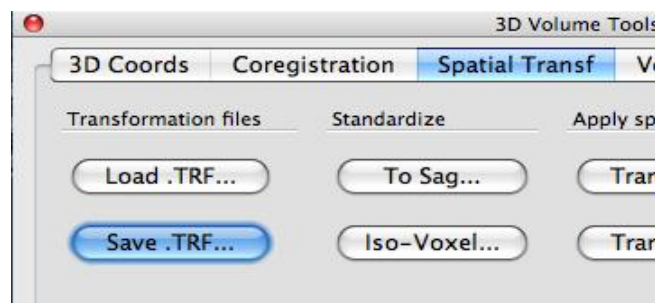 3D Volume Tools
3D Coords Coregistration Spatial Transf
Transformation files Standardize Apply
Load .TRF... To Sag...
Save .TRF... Iso-Voxel...